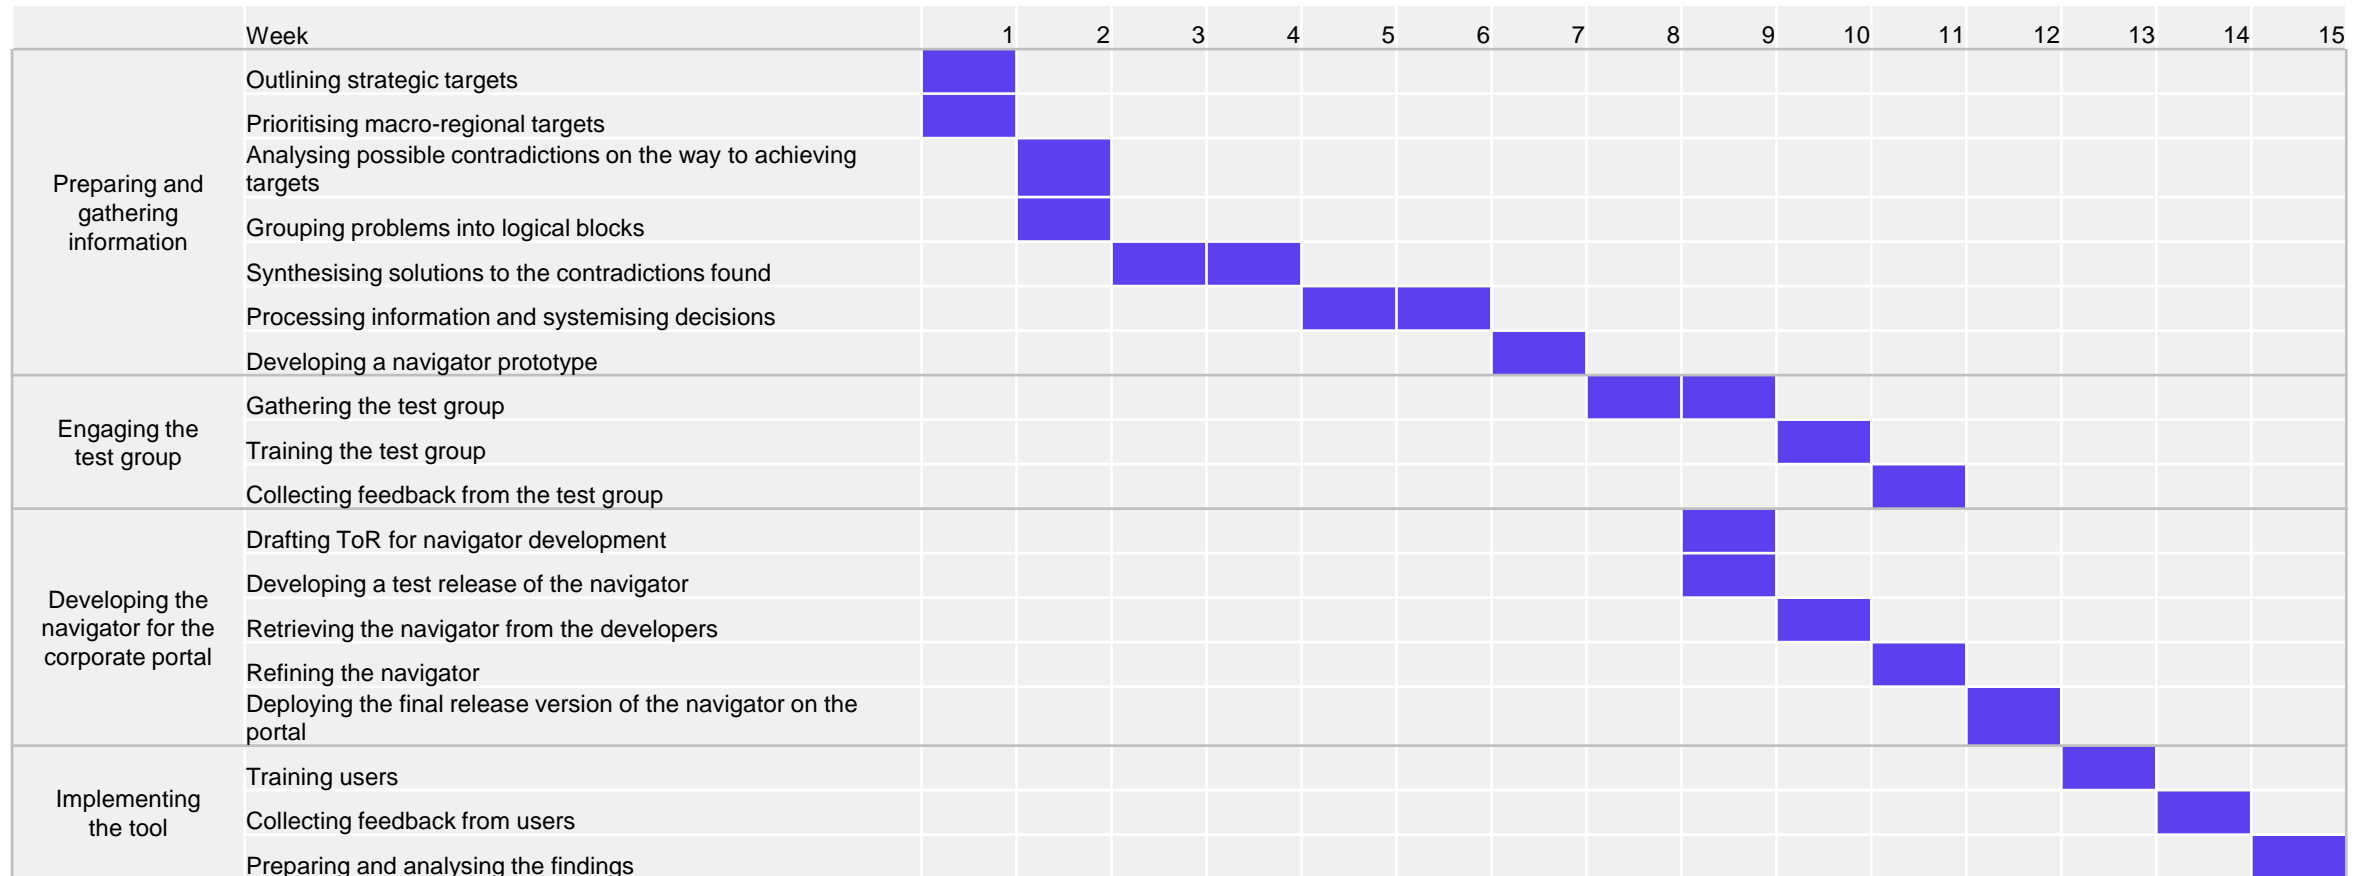 Week 1 2 3 4 5 6 7 8 9 10 11 12 13 14 15
Preparing and
gathering
information
Outlining strategic targets
Prioritising macro-regional targets
Analysing possible contradictions on the way to achieving
targets
Grouping problems into logical blocks
Synthesising solutions to the contradictions found
Processing information and systemising decisions
Developing a navigator prototype
Engaging the
test group
Gathering the test group
Training the test group
Collecting feedback from the test group
Developing the
navigator for the
corporate portal
Drafting ToR for navigator development
Developing a test release of the navigator
Retrieving the navigator from the developers
Refining the navigator
Deploying the final release version of the navigator on the
portal
Implementing
the tool
Training users
Collecting feedback from users
Preparing and analysing the findings